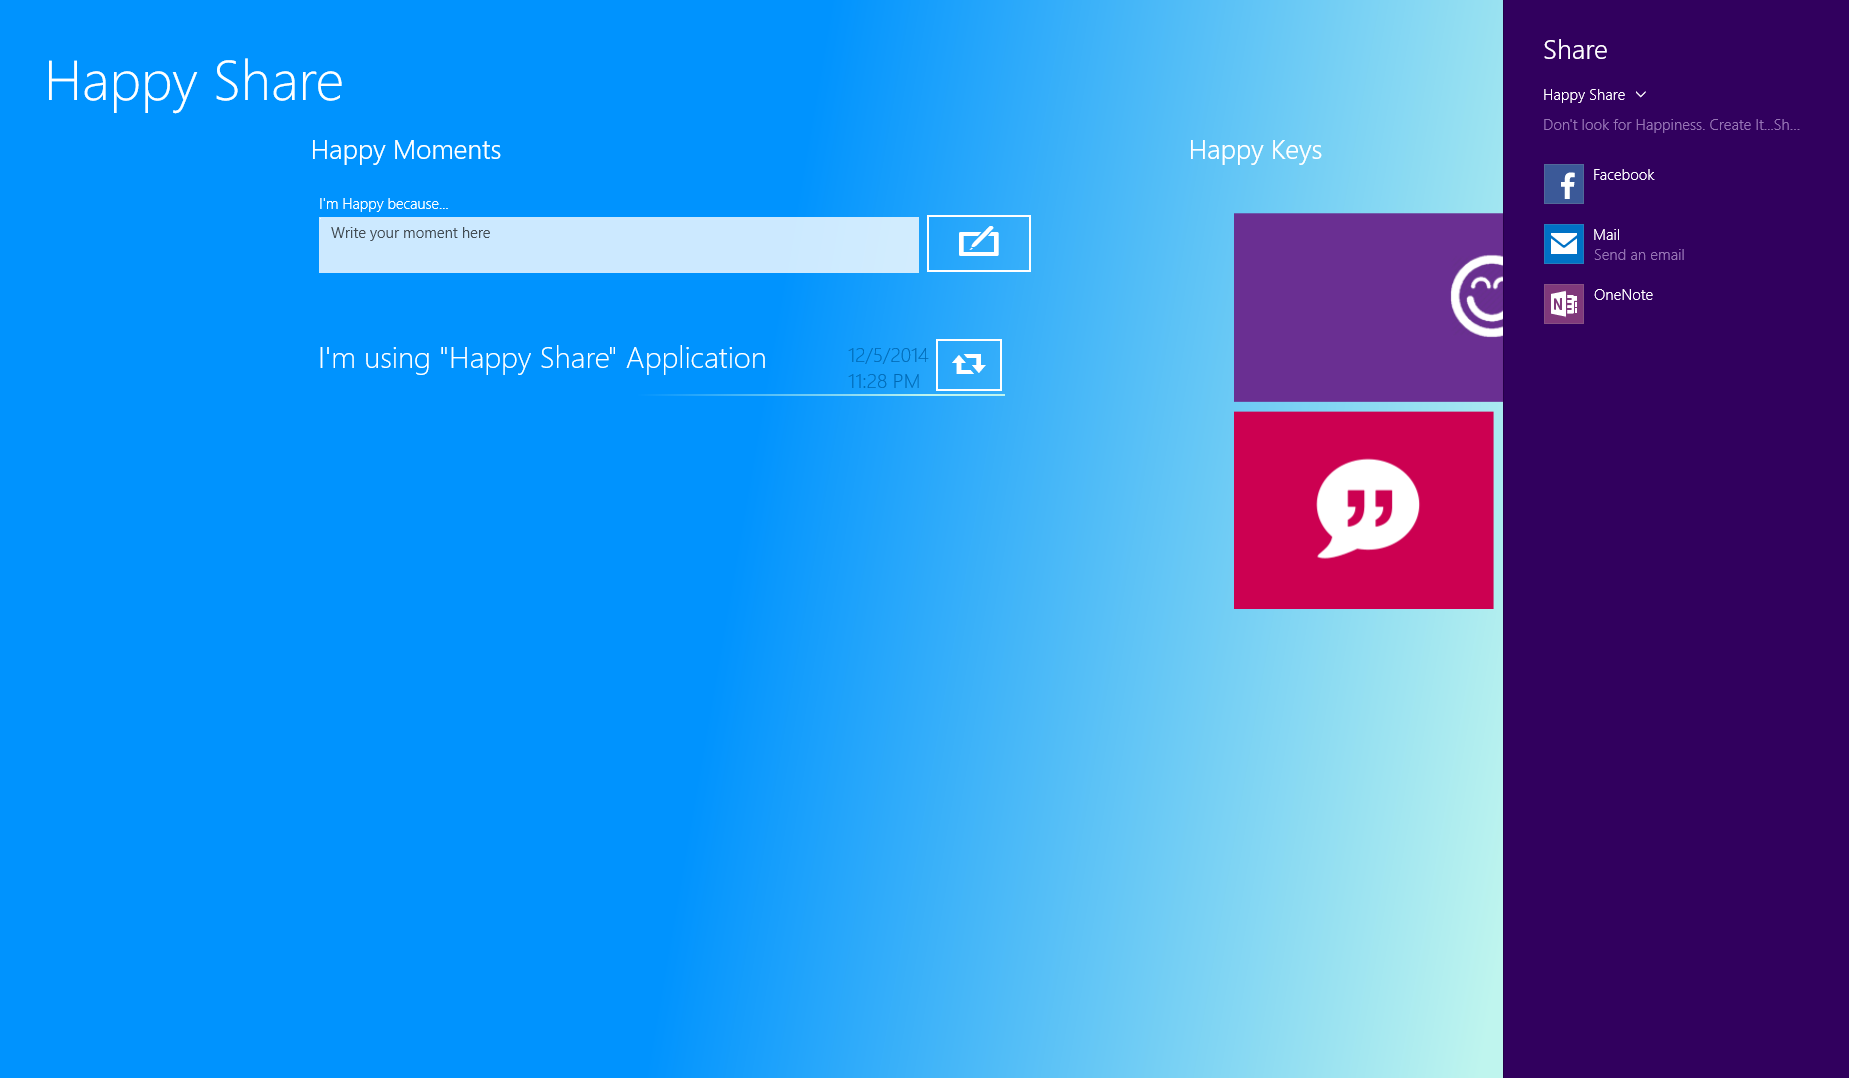 Happy Share
Happy Moments
I'm Happy because...
Write your moment here
I'm using "Happy Share" Application
12/5/2014
11:28 PM
Happy Keys
Share
Happy Share
Don't look for Happiness. Create It...Sh...
Facebook
Mail
Send an email
OneNote